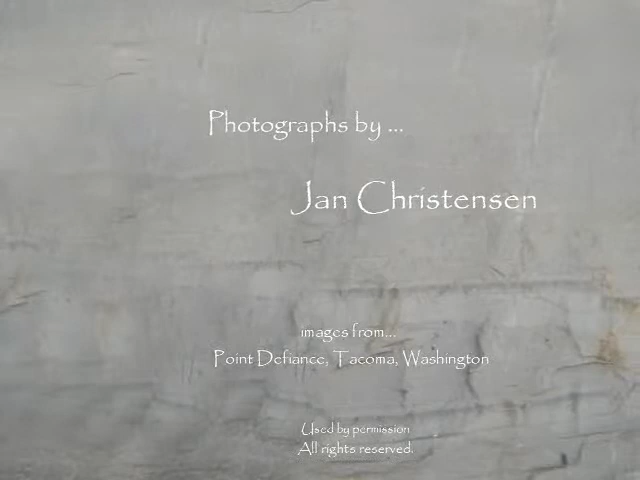 Photographs by ...
Jan Christensen
images from...
Point Defiance, Tacoma, Washington
Used by permission
All rights reserved.